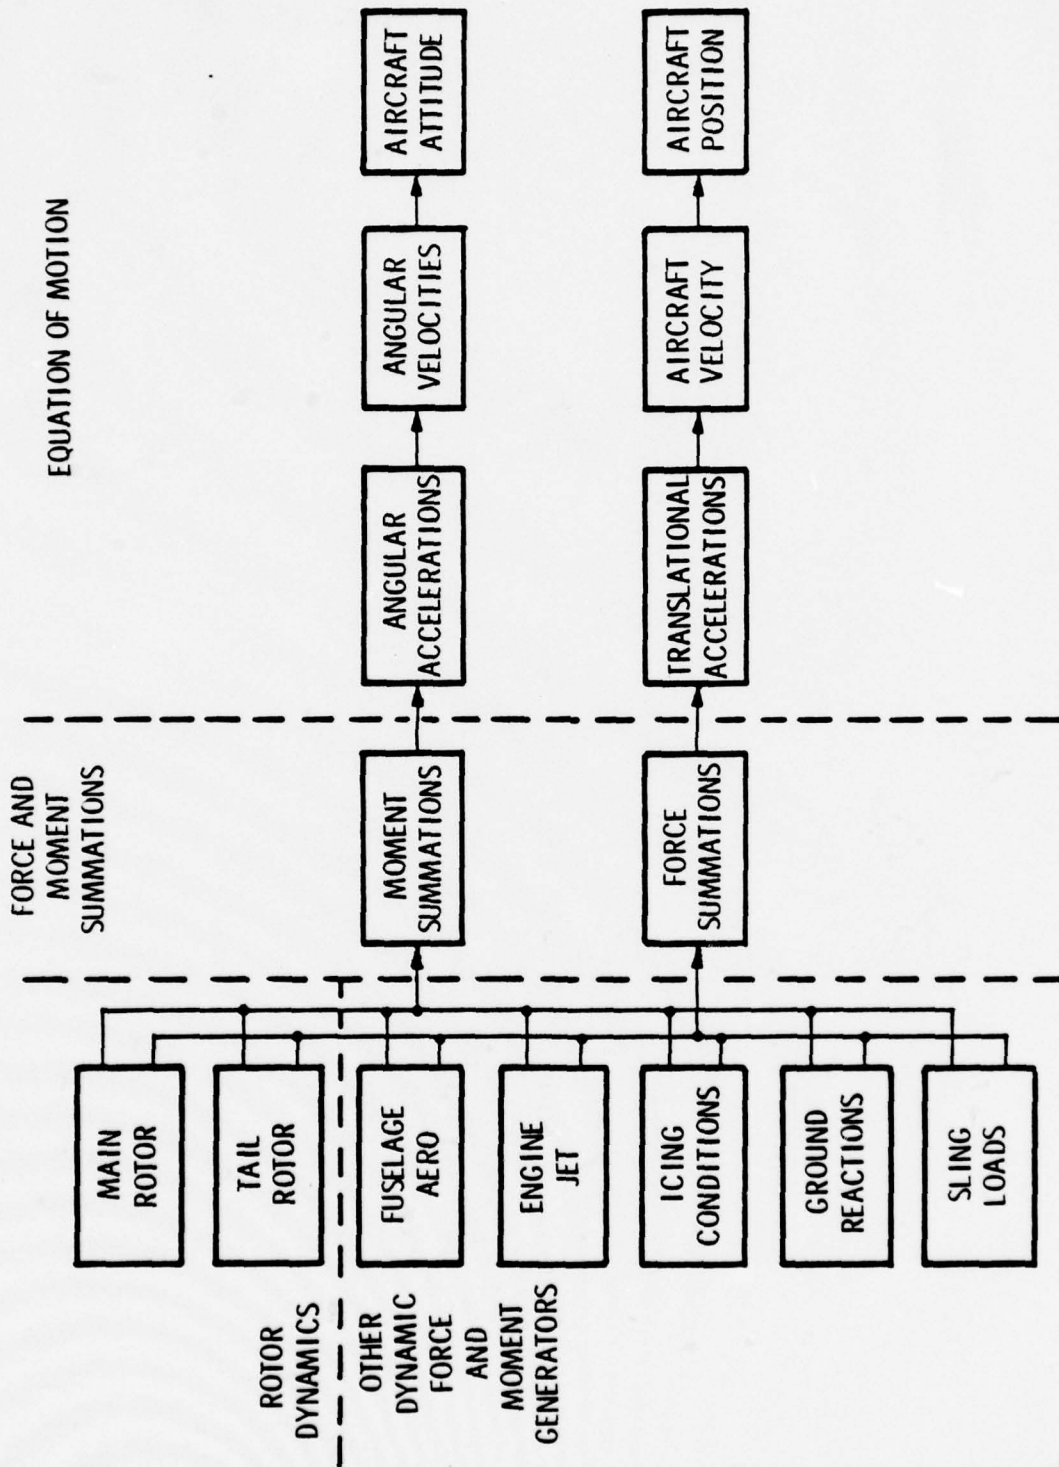 ROTOR
DYNAMICS
OTHER
DYNAMIC
FORCE
AND
MOMENT
GENERATORS
MAIN
ROTOR
TAIL
ROTOR
FUSELAGE
AERO
ENGINE
JET
ICING
CONDITIONS
GROUND
REACTIONS
SLING
LOADS
FORCE AND
MOMENT
SUMMATIONS
MOMENT
SUMMATIONS
FORCE
SUMMATIONS
EQUATION OF MOTION
ANGULAR
ACCELERATIONS
ANGULAR
VELOCITIES
AIRCRAFT
ATTITUDE
TRANSLATIONAL
ACCELERATIONS
AIRCRAFT
VELOCITY
AIRCRAFT
POSITION